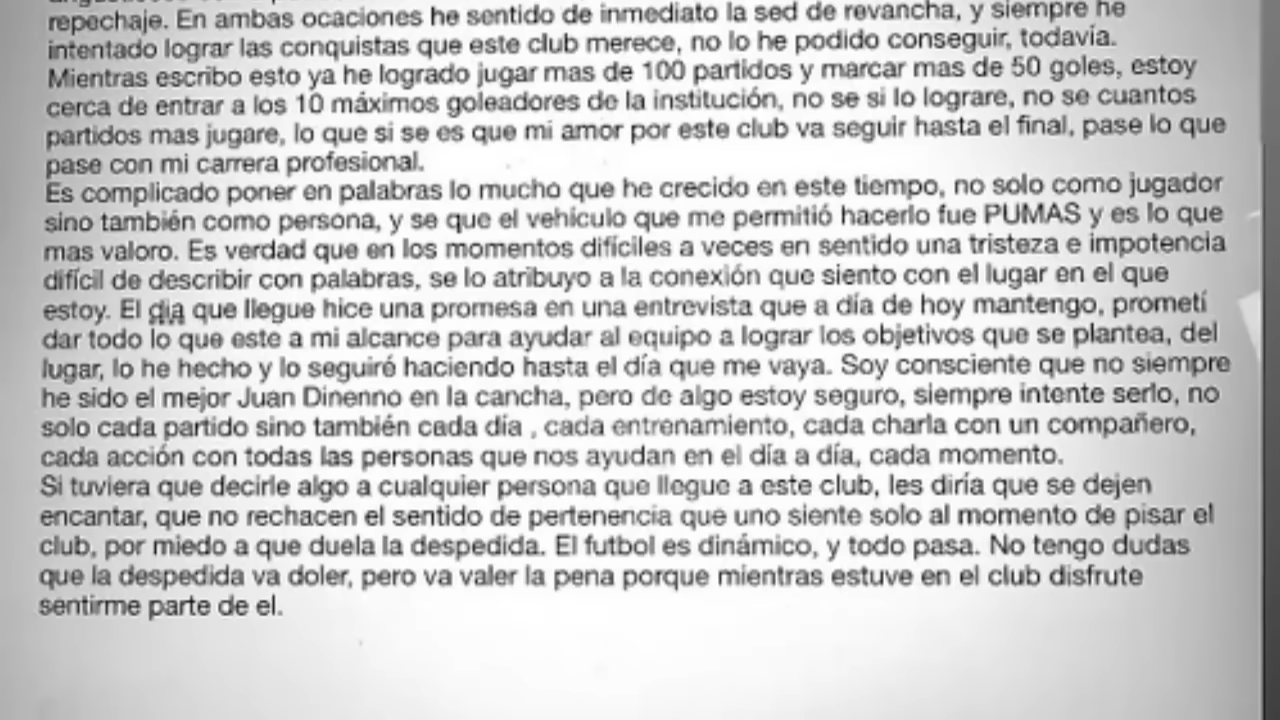 repechaje. En ambas ocaciones he sentido de inmediato la sed de revancha, y siempre he
intentado lograr las conquistas que este club merece, no lo he podido conseguir, todavía.
Mientras escribo esto ya he logrado jugar mas de 100 partidos y marcar mas de 50 goles, estoy
cerca de entrar a los 10 máximos goleadores de la institución, no se si lo lograre, no se cuantos
partidos mas jugare, lo que si se es que mi amor por este club va seguir hasta el final, pase lo que
pase con mi carrera profesional.
Es complicado poner en palabras lo mucho que he crecido en este tiempo, no solo como jugador
sino también como persona, y se que el vehículo que me permitió hacerlo fue PUMAS y es lo que
mas valoro. Es verdad que en los momentos difíciles a veces en sentido una tristeza e impotencia
difícil de describir con palabras, se lo atribuyo a la conexión que siento con el lugar en el que
estoy. El dia que llegue hice una promesa en una entrevista que a día de hoy mantengo, prometí
dar todo lo que este a mi alcance para ayudar al equipo a lograr los objetivos que se plantea, del
lugar, lo he hecho y lo seguiré haciendo hasta el día que me vaya. Soy consciente que no siempre
he sido el mejor Juan Dinenno en la cancha, pero de algo estoy seguro, siempre intente serlo, no
solo cada partido sino también cada día , cada entrenamiento, cada charla con un compañero,
cada acción con todas las personas que nos ayudan en el día a día, cada momento.
Si tuviera que decirle algo a cualquier persona que llegue a este club, les diría que se dejen
encantar, que no rechacen el sentido de pertenencia que uno siente solo al momento de pisar el
club, por miedo a que duela la despedida. El futbol es dinámico, y todo pasa. No tengo dudas
que la despedida va doler, pero va valer la pena porque mientras estuve en el club disfrute
sentirme parte de el.